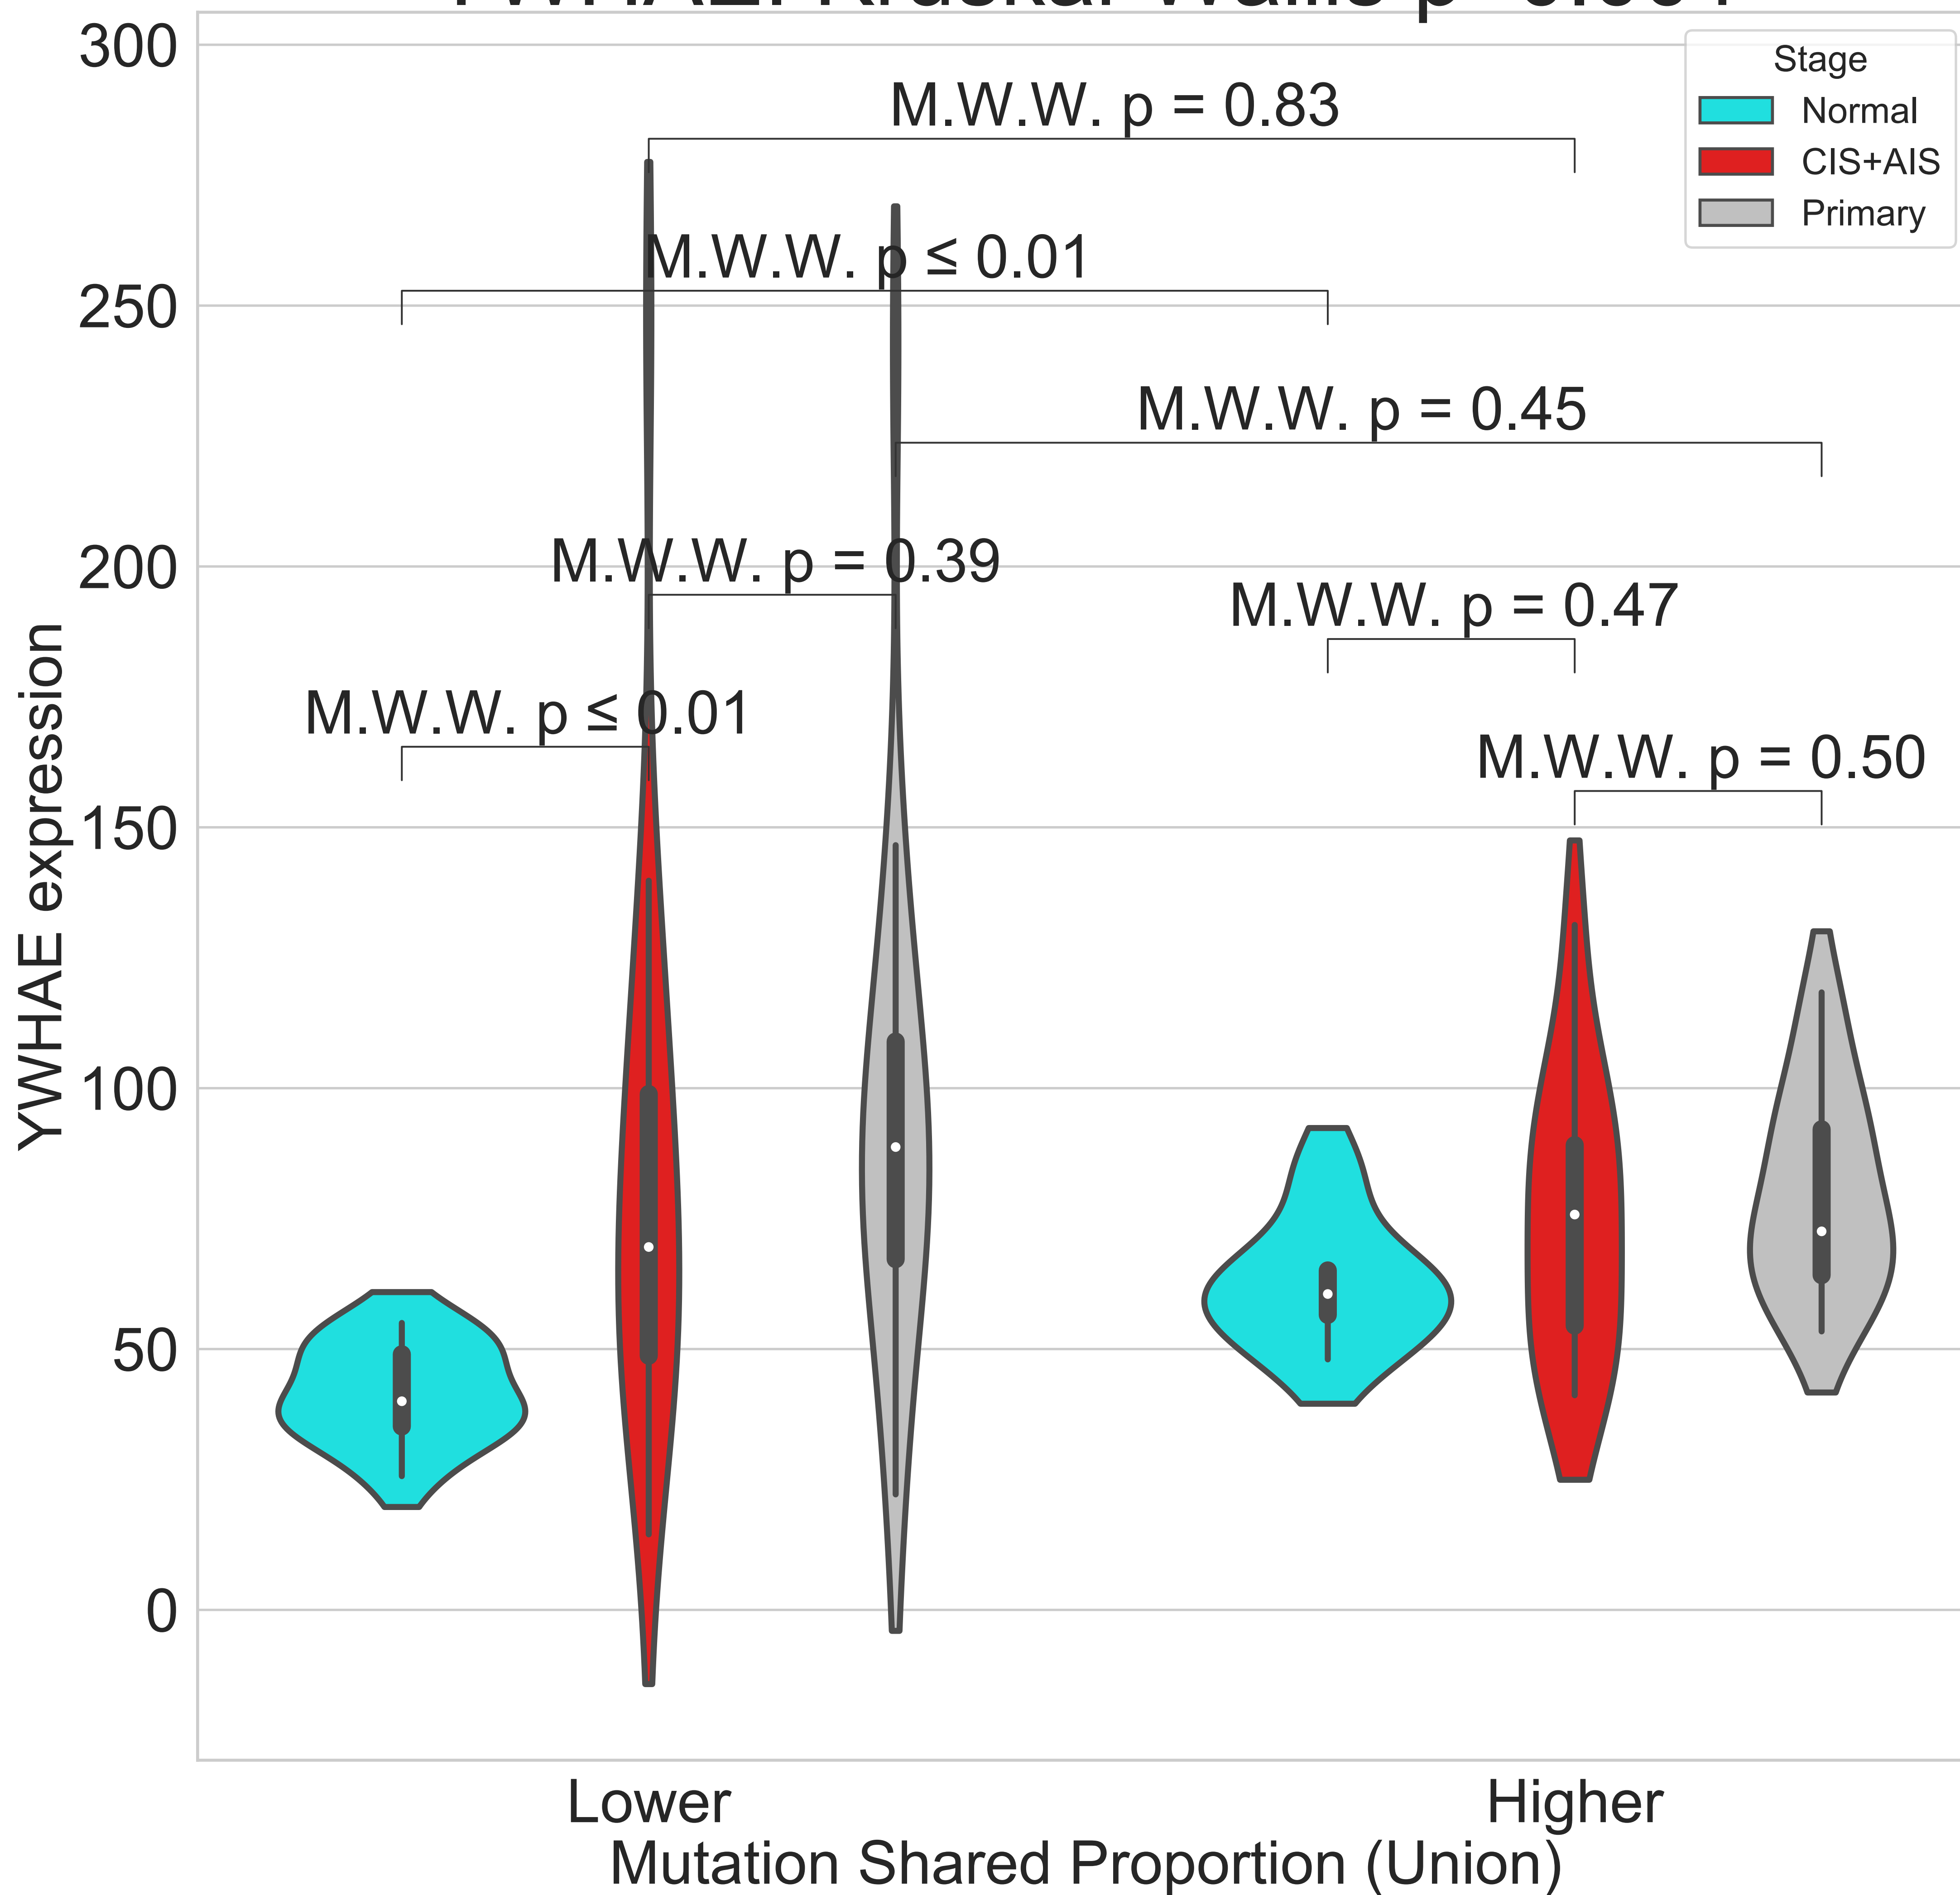 300
250
200
150
100
50
0
YWHAE expression
Stage
Normal
CIS+AIS
Primary
M.W.W. p = 0.83
M.W.W. p ≤ 0.01
M.W.W. p = 0.45
M.W.W. p = 0.39
M.W.W. p = 0.47
M.W.W. p ≤ 0.01
M.W.W. p = 0.50
Lower
Higher
Mutation Shared Proportion (Union)